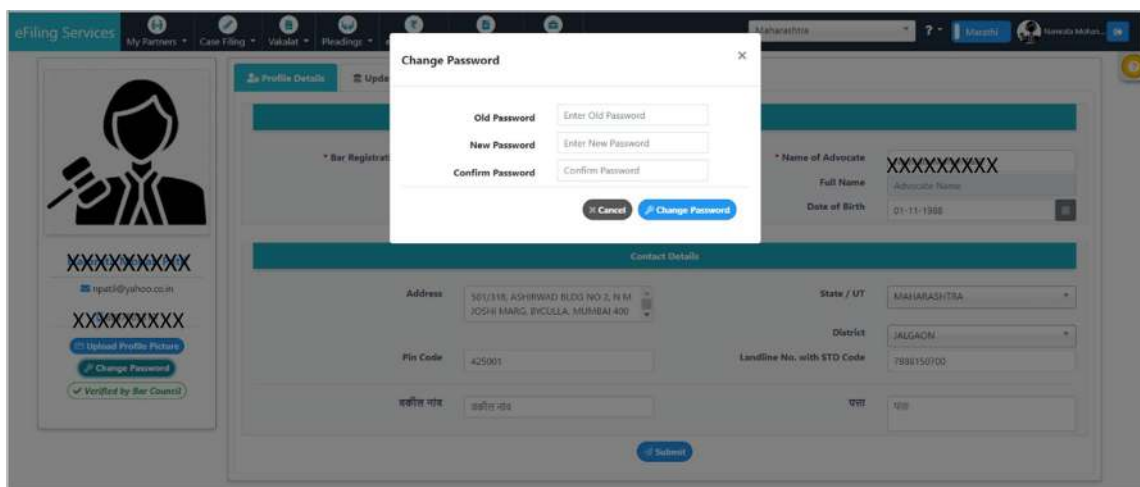 eFiling Services
My Partners
Case Filing
Vakalat
Pleadings
Maharashtra
?
Marathi
Change Password
×
Old Password
Enter Old Password
New Password
Enter New Password
Confirm Password
Confirm Password
× Cancel
Change Password
Profile Details
Upda
* Bar Registrat
* Name of Advocate
XXXXXXXXX
Full Name
Advocate Name
Date of Birth
01-11-1988
Contact Details
Address
501/318, ASHIRWAD BLDG NO 2, N M
JOSHI MARG, BYCULLA, MUMBAI 400
State / UT
MAHARASHTRA
District
JALGAON
Pin Code
425001
Landline No. with STD Code
7988150700
वकील नांव
वकील नांव
पत्ता
पत्ता
Submit
npatil@yahoo.co.in
XXXXXXXXX
Upload Profile Picture
Change Password
Verified by Bar Council